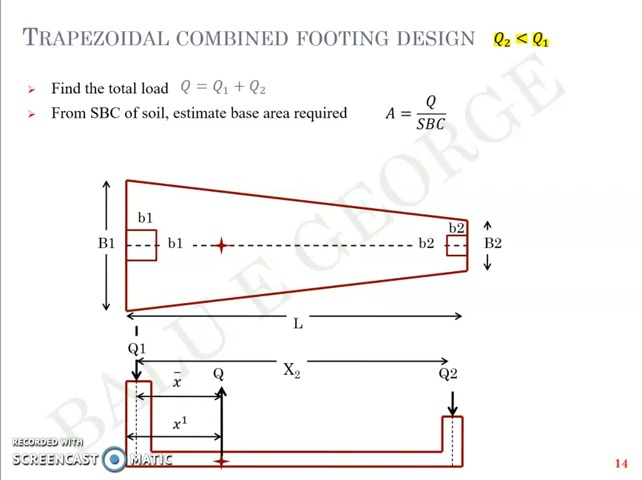 TRAPEZOIDAL COMBINED FOOTING DESIGN Q₂ < Q₁
Find the total load Q = Q₁ + Q₂
From SBC of soil, estimate base area required A = Q/SBC
b1
b2
B1
b1
b2
B2
L
Q1
X₂
x̄
Q
Q2
x¹
BALU E GEORGE
RECORDED WITH
SCREENCAST MATIC
14